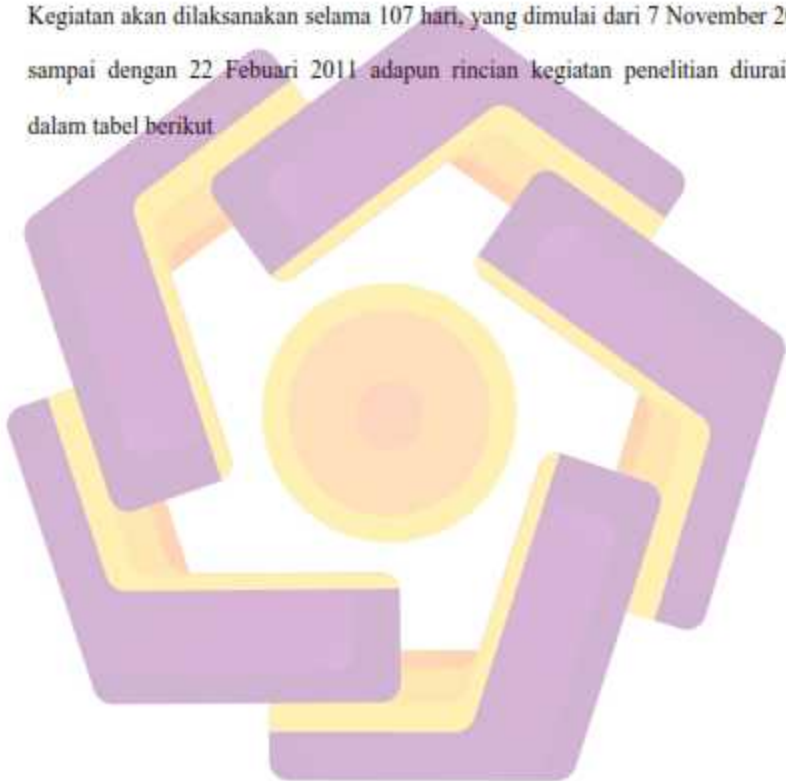 Kegiatan akan dilaksanakan selama 107 hari, yang dimulai dari 7 November
sampai dengan 22 Febuari 2011 adapun rincian kegiatan penelitian
dalam tabel berikut